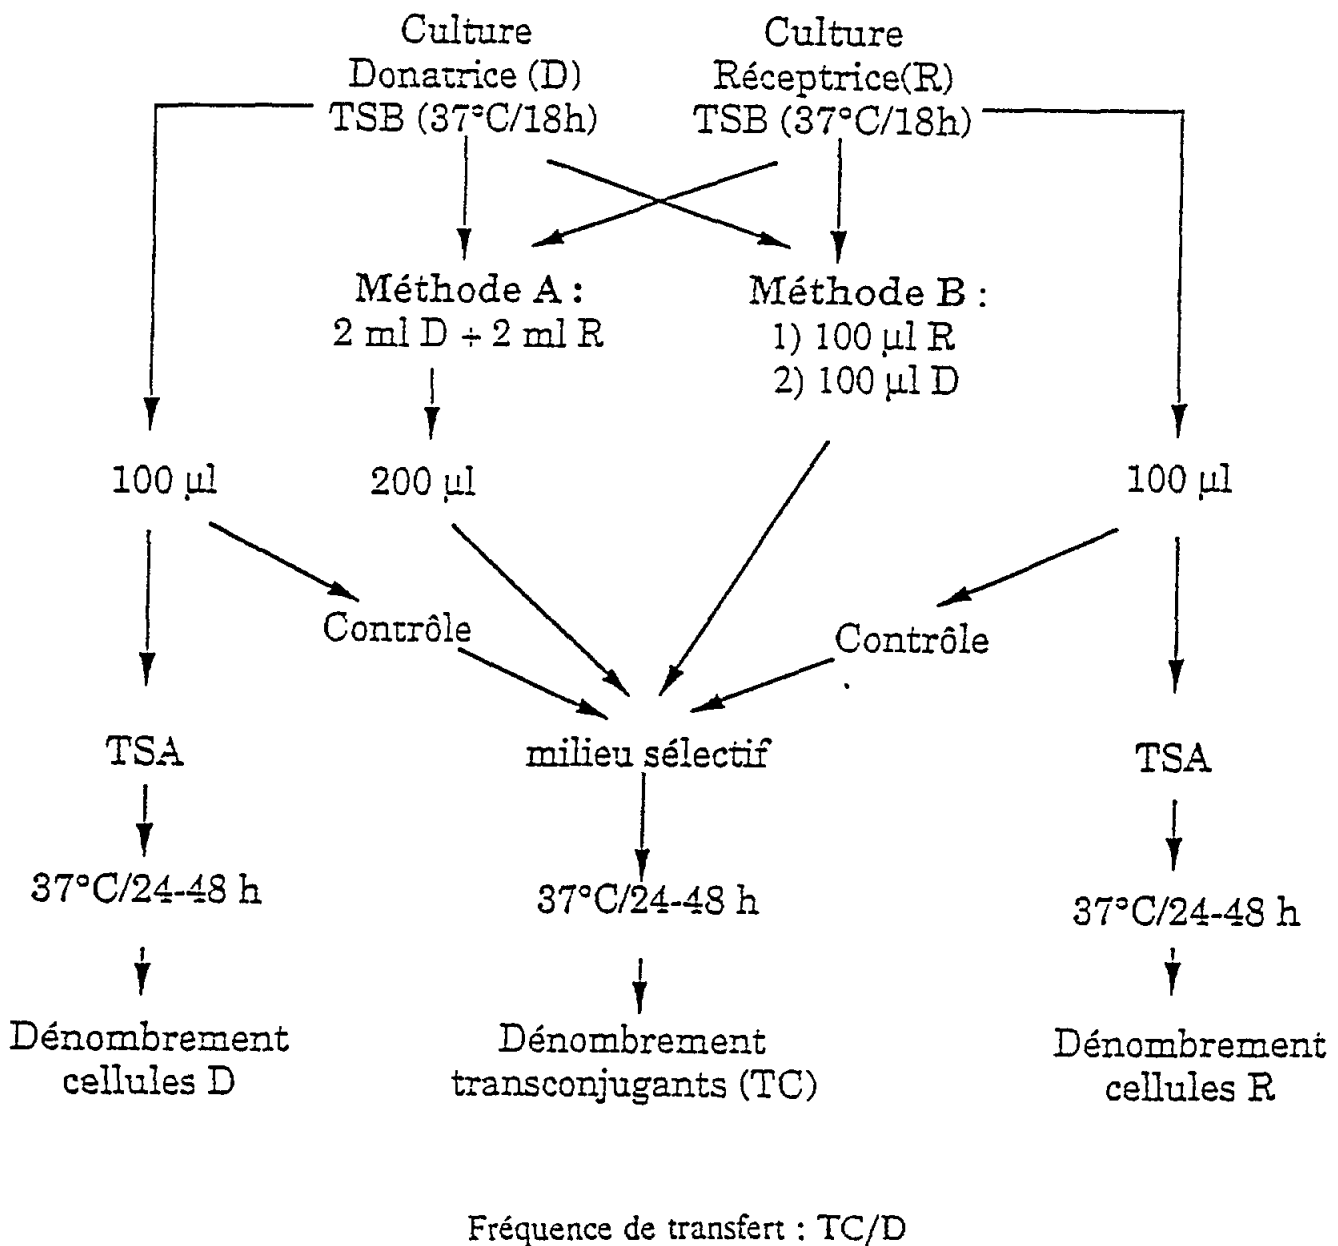 Culture
Donatrice (D)
TSB (37°C/18h)
Culture
Réceptrice(R)
TSB (37°C/18h)
Méthode A :
2 ml D + 2 ml R
Méthode B :
1) 100 µl R
2) 100 µl D
100 µl
200 µl
100 µl
Contrôle
Contrôle
TSA
milieu sélectif
TSA
37°C/24-48 h
37°C/24-48 h
37°C/24-48 h
Dénombrement
cellules D
Dénombrement
transconjugants (TC)
Dénombrement
cellules R
Fréquence de transfert : TC/D